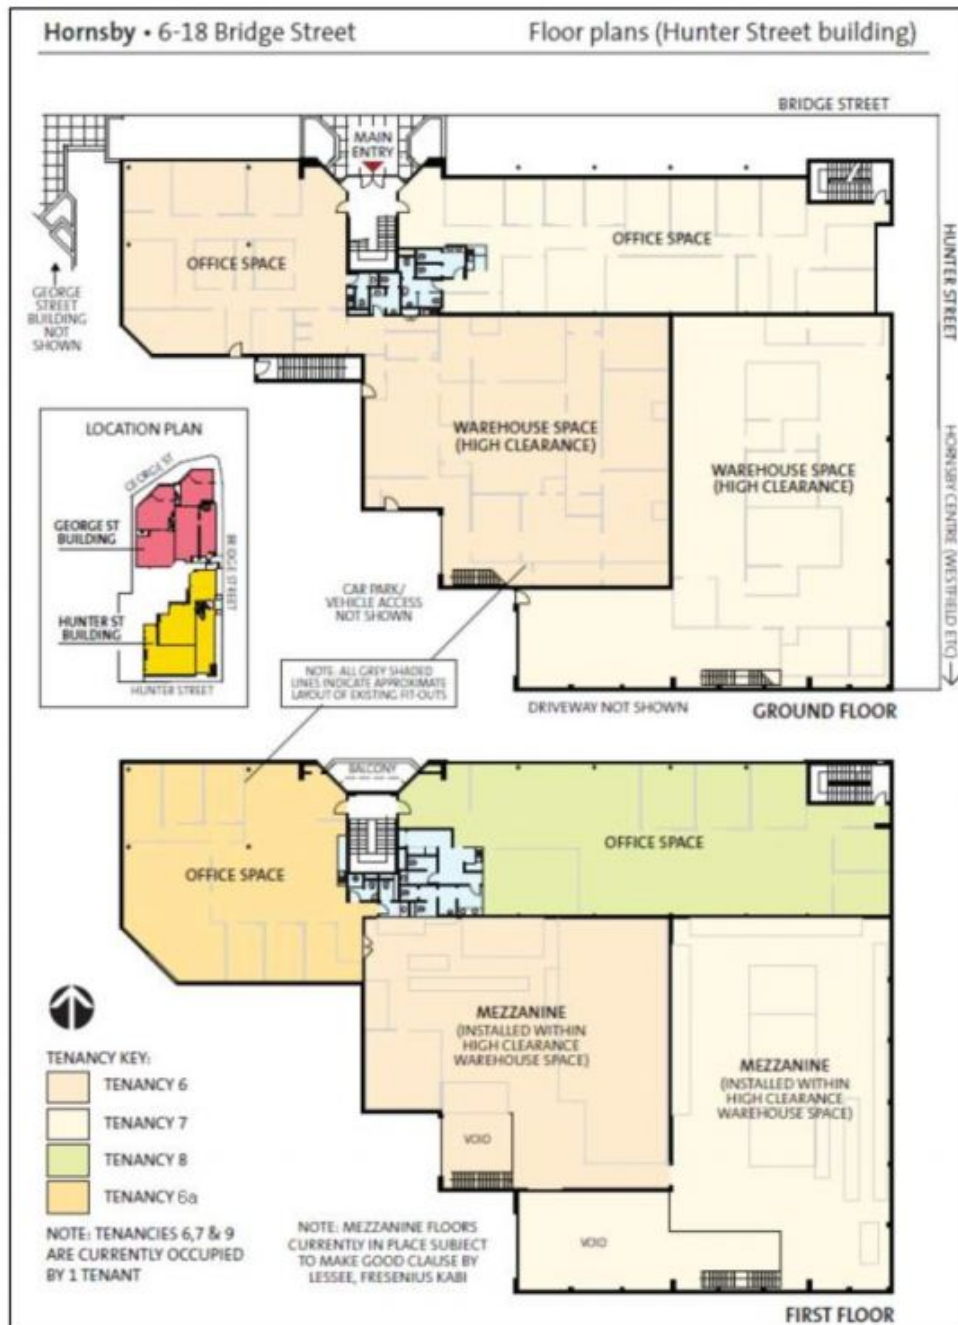 Hornsby • 6-18 Bridge Street
Floor plans (Hunter Street building)
BRIDGE STREET
MAIN
ENTRY
OFFICE SPACE
OFFICE SPACE
HUNTER STREET
GEORGE
STREET
BUILDING
NOT
SHOWN
LOCATION PLAN
GEORGE ST
GEORGE ST
BUILDING
BRIDGE STREET
HUNTER ST
BUILDING
HUNTER STREET
WAREHOUSE SPACE
(HIGH CLEARANCE)
WAREHOUSE SPACE
(HIGH CLEARANCE)
HORNSBY CENTRE (WESTFIELD ETC)
CAR PARK/
VEHICLE ACCESS
NOT SHOWN
NOTE: ALL GREY SHADED
LINES INDICATE APPROXIMATE
LAYOUT OF EXISTING FIT-OUTS
DRIVEWAY NOT SHOWN
GROUND FLOOR
BALCONY
OFFICE SPACE
OFFICE SPACE
MEZZANINE
(INSTALLED WITHIN
HIGH CLEARANCE
WAREHOUSE SPACE)
MEZZANINE
(INSTALLED WITHIN
HIGH CLEARANCE
WAREHOUSE SPACE)
VOID
VOID
TENANCY KEY:
TENANCY 6
TENANCY 7
TENANCY 8
TENANCY 6a
NOTE: TENANCIES 6,7 & 9
ARE CURRENTLY OCCUPIED
BY 1 TENANT
NOTE: MEZZANINE FLOORS
CURRENTLY IN PLACE SUBJECT
TO MAKE GOOD CLAUSE BY
LESSEE, FRESENIUS KABI
FIRST FLOOR